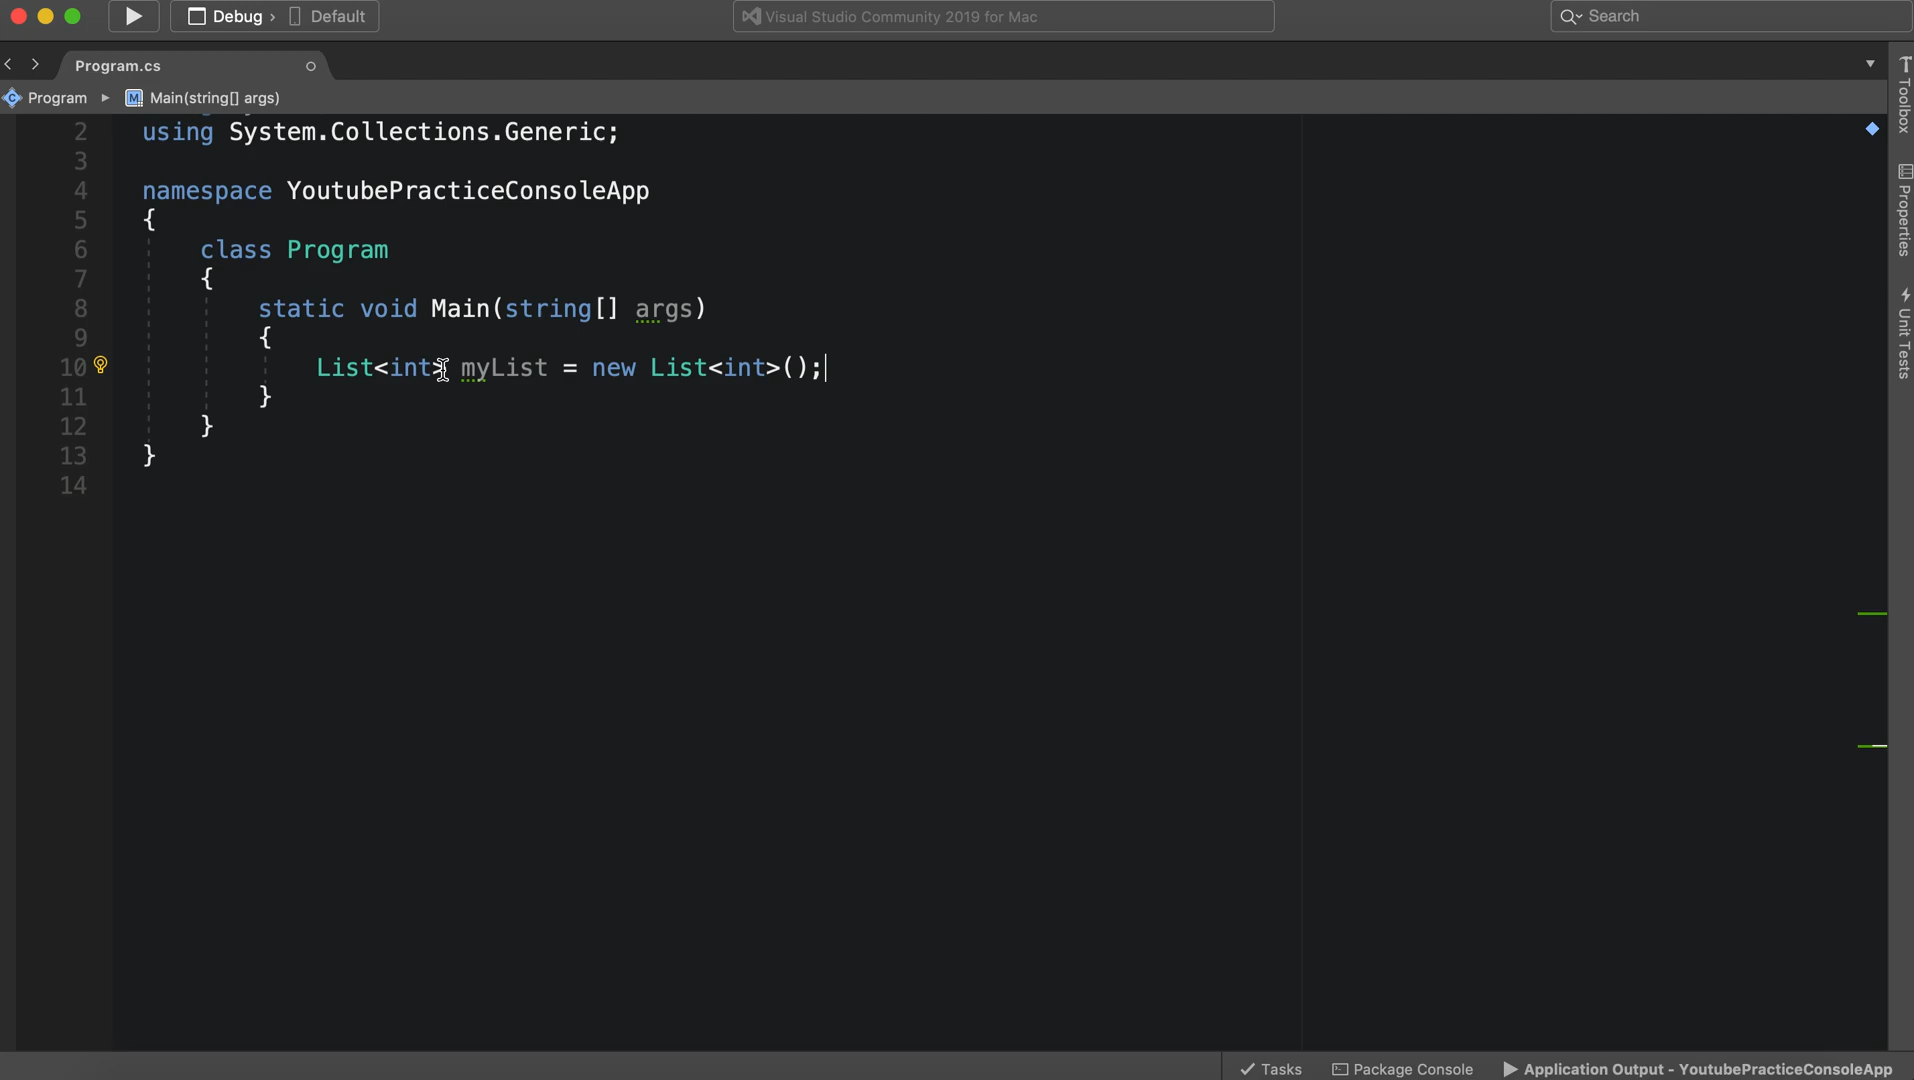 Debug › Default
Visual Studio Community 2019 for Mac
Search
Program.cs
Program ▸ Main(string[] args)
2 using System.Collections.Generic;
3
4 namespace YoutubePracticeConsoleApp
5 {
6 class Program
7 {
8 static void Main(string[] args)
9 {
10 List<int> myList = new List<int>();
11 }
12 }
13 }
14
Toolbox
Properties
Unit Tests
Tasks
Package Console
Application Output - YoutubePracticeConsoleApp